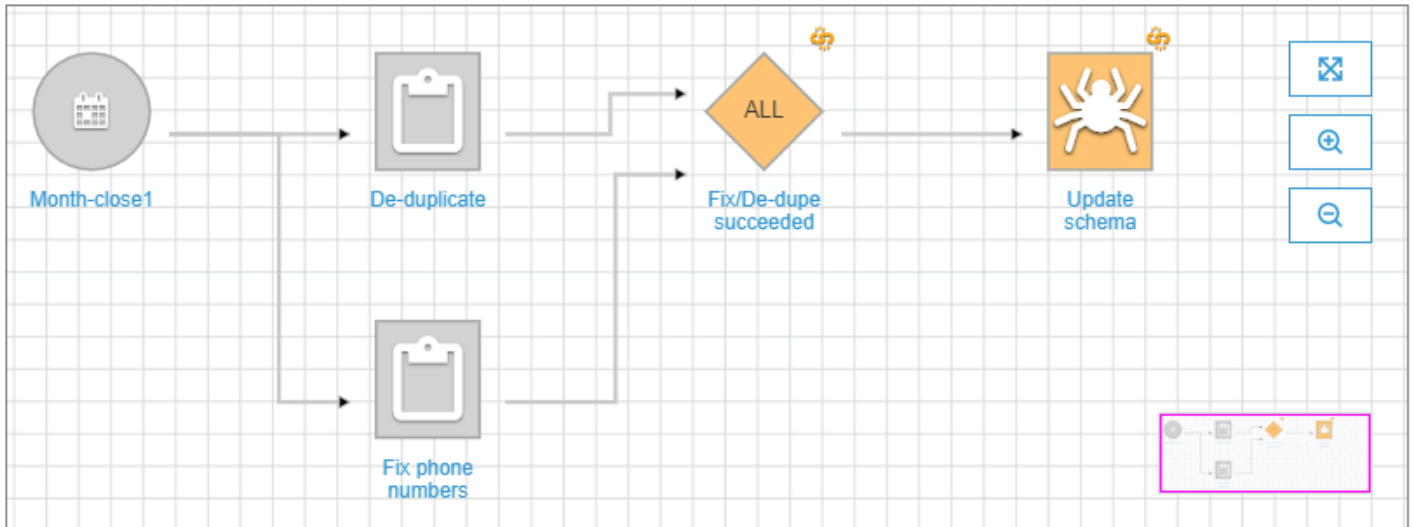 ALL
Month-close1
De-duplicate
Fix/De-dupe
succeeded
Update
schema
Fix phone
numbers